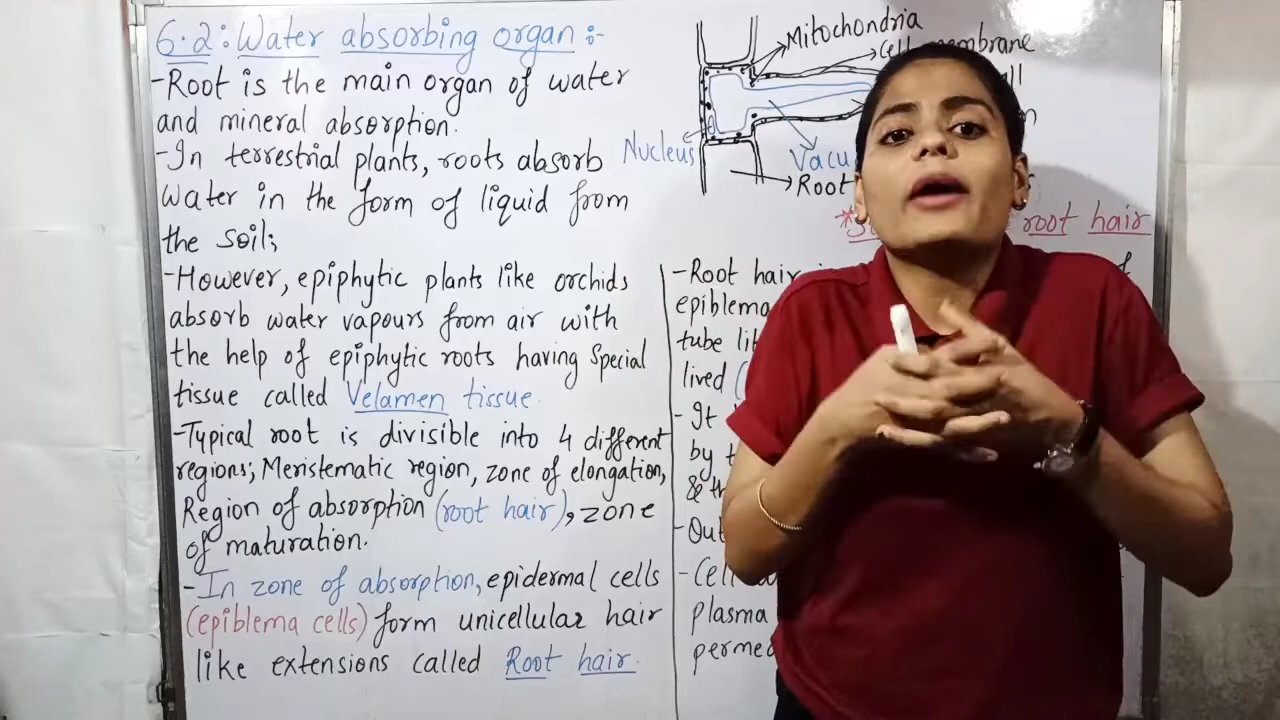 6.2: Water absorbing organ :-
-Root is the main organ of water
and mineral absorption.
-In terrestrial plants, roots absorb
water in the form of liquid from
the soil;
-However, epiphytic plants like orchids
absorb water vapours from air with
the help of epiphytic roots having special
tissue called Velamen tissue.
-Typical root is divisible into 4 different
regions; Meristematic region, zone of elongation,
Region of absorption (root hair), zone
of maturation.
-In zone of absorption, epidermal cells
(epiblema cells) form unicellular hair
like extensions called Root hair.
Mitochondria
Nucleus
Root
root hair
-Root hair
epiblema
tube
lived
- It
by
&
-
- Cell
plasma